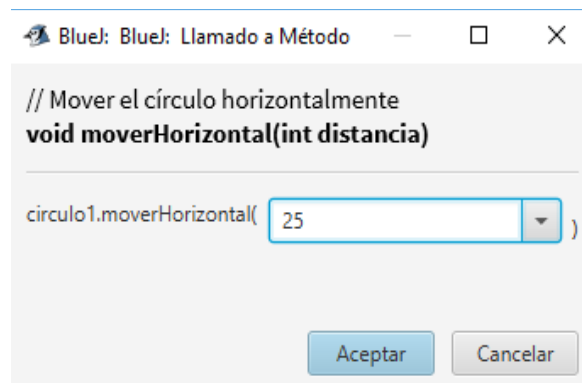 BlueJ: BlueJ: Llamado a Método
// Mover el círculo horizontalmente
void moverHorizontal(int distancia)
circulo1.moverHorizontal( 25 )
Aceptar Cancelar